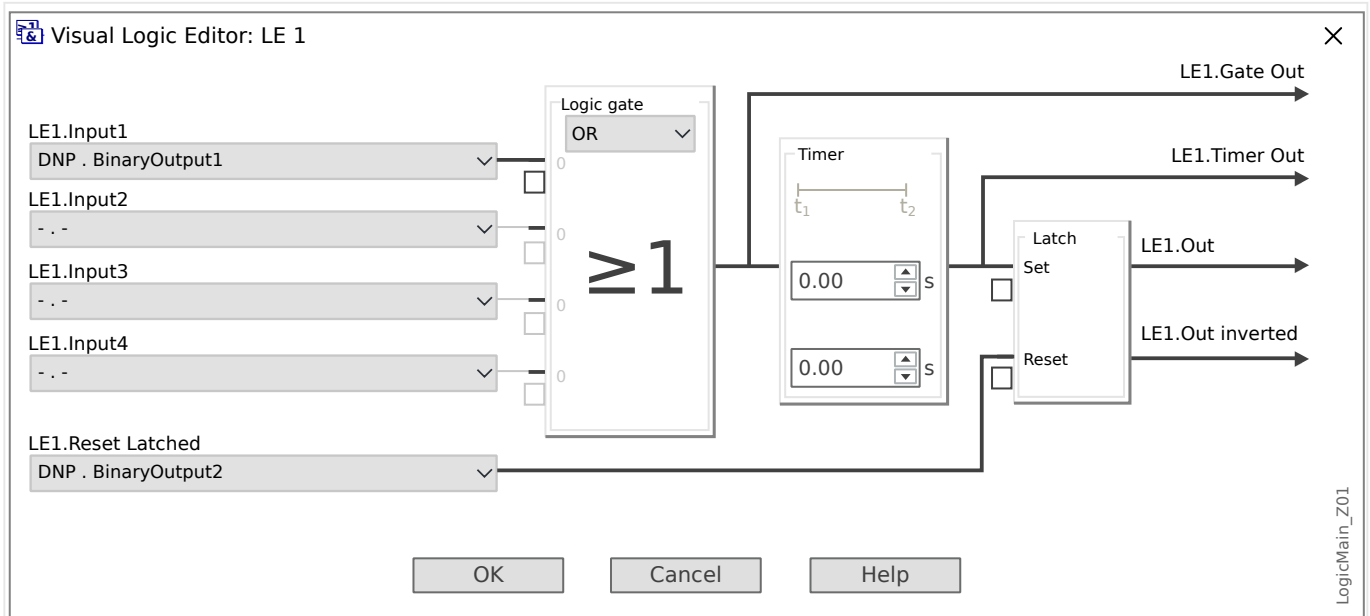 ≥1
&
Visual Logic Editor: LE 1
LE1.Gate Out
Logic gate
OR
LE1.Input1
DNP . BinaryOutput1
0
Timer
LE1.Timer Out
t1 t2
LE1.Input2
- . -
0
≥1
Latch
LE1.Out
Set
LE1.Input3
- . -
0
0.00 s
LE1.Out inverted
LE1.Input4
- . -
0
0.00 s
Reset
LE1.Reset Latched
DNP . BinaryOutput2
OK Cancel Help
LogicMain_Z01